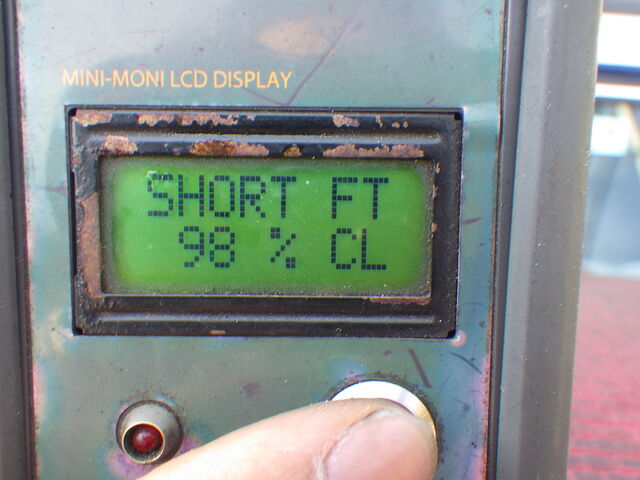 MINI-MONI LCD DISPLAY
SHORT FT
98 % CL